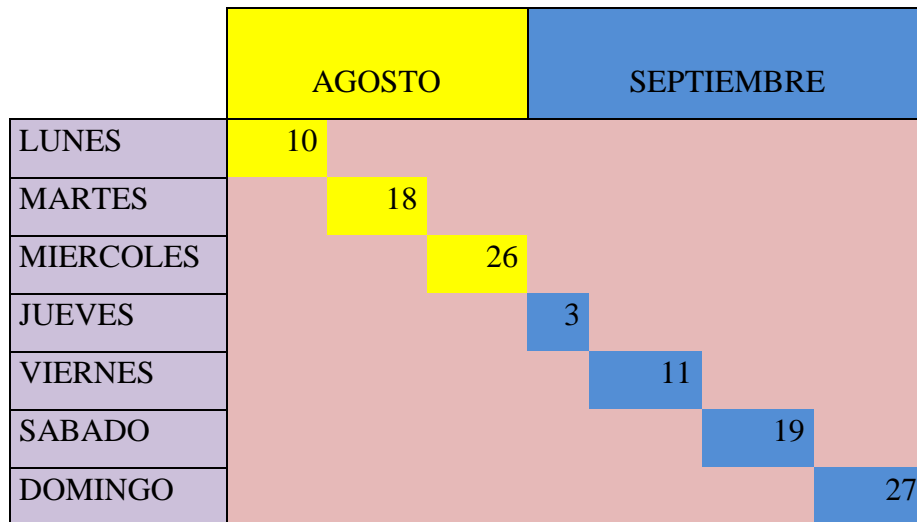 AGOSTO SEPTIEMBRE
LUNES 10
MARTES 18
MIERCOLES 26
JUEVES 3
VIERNES 11
SABADO 19
DOMINGO 27